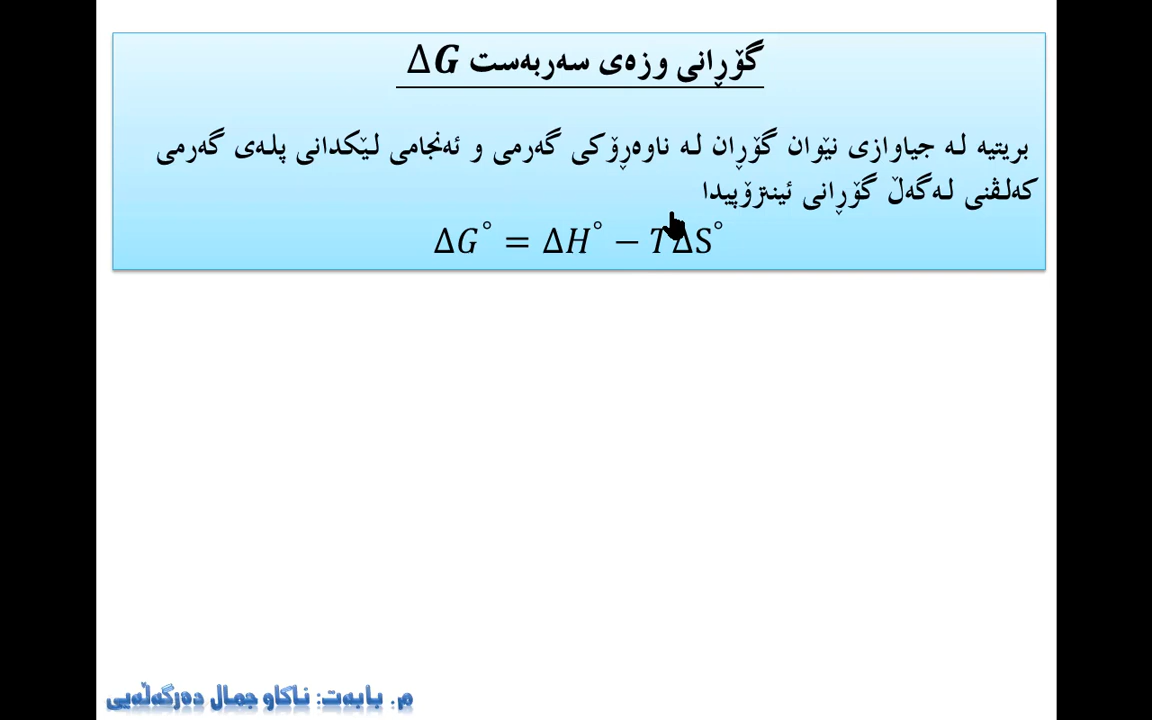 گۆڕانی وزەی سەربەست ΔG
بریتیە لە جیاوازی نێوان گۆڕان لە ناوەڕۆکی گەرمی و ئەنجامی لێکدانی پلەی گەرمی
کەلڤنی لەگەڵ گۆڕانی ئینترۆپیدا
ΔG° = ΔH° − TΔS°
م. بابەت: ئاکاو جمال دەرگەڵەیی